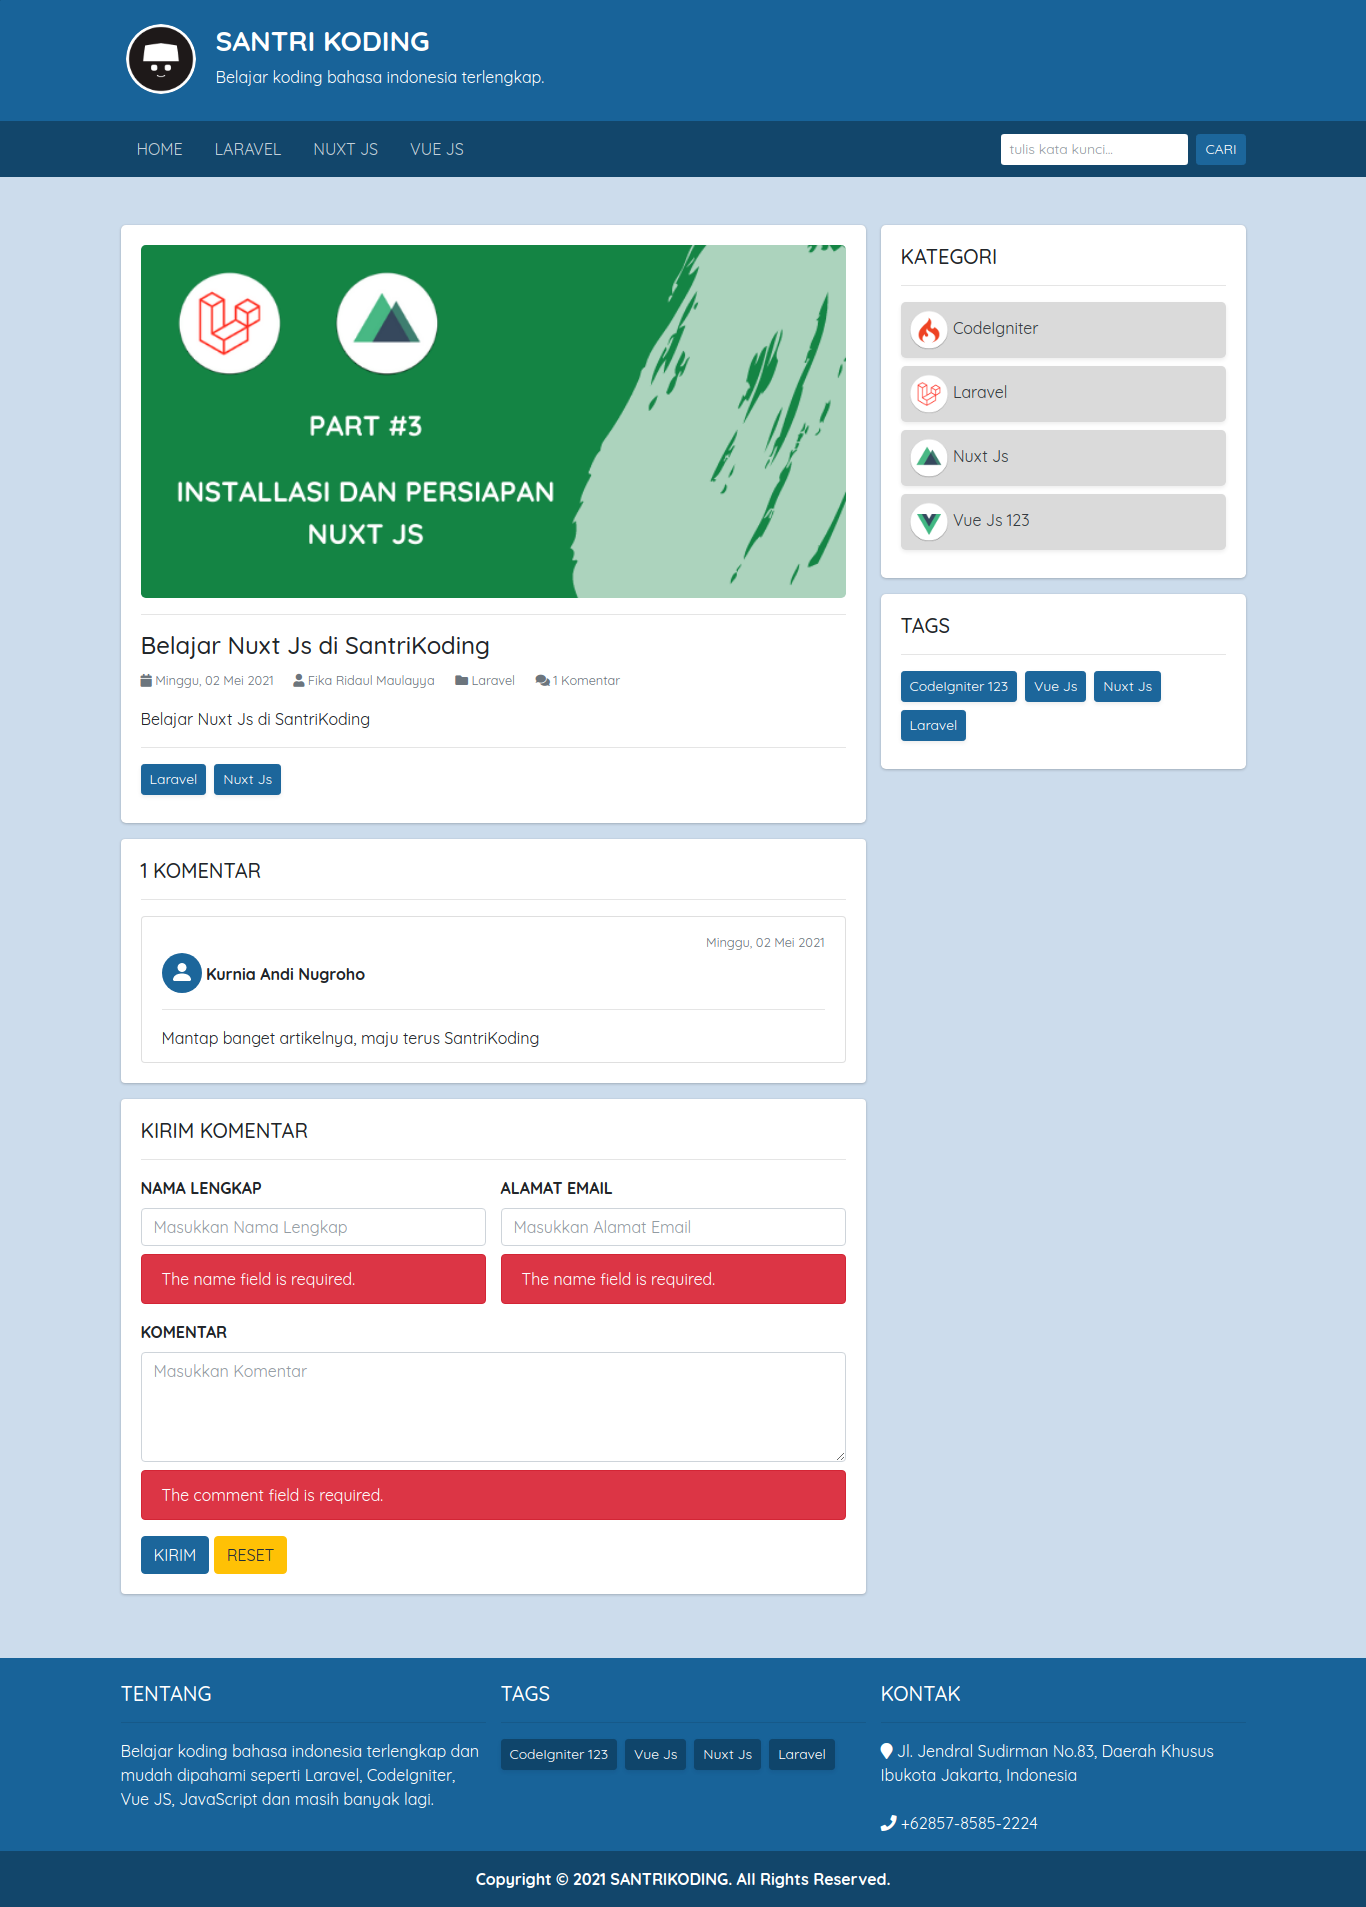 SANTRI KODING
Belajar koding bahasa indonesia terlengkap.
HOME LARAVEL NUXT JS VUE JS
tulis kata kunci... CARI
PART #3
INSTALLASI DAN PERSIAPAN
NUXT JS
Belajar Nuxt Js di SantriKoding
Minggu, 02 Mei 2021 Fika Ridaul Maulayya Laravel 1 Komentar
Belajar Nuxt Js di SantriKoding
Laravel Nuxt Js
KATEGORI
CodeIgniter
Laravel
Nuxt Js
Vue Js 123
TAGS
CodeIgniter 123 Vue Js Nuxt Js
Laravel
1 KOMENTAR
Minggu, 02 Mei 2021
Kurnia Andi Nugroho
Mantap banget artikelnya, maju terus SantriKoding
KIRIM KOMENTAR
NAMA LENGKAP ALAMAT EMAIL
Masukkan Nama Lengkap Masukkan Alamat Email
The name field is required. The name field is required.
KOMENTAR
Masukkan Komentar
The comment field is required.
KIRIM RESET
TENTANG
Belajar koding bahasa indonesia terlengkap dan
mudah dipahami seperti Laravel, CodeIgniter,
Vue JS, JavaScript dan masih banyak lagi.
TAGS
CodeIgniter 123 Vue Js Nuxt Js Laravel
KONTAK
Jl. Jendral Sudirman No.83, Daerah Khusus
Ibukota Jakarta, Indonesia
+62857-8585-2224
Copyright © 2021 SANTRIKODING. All Rights Reserved.